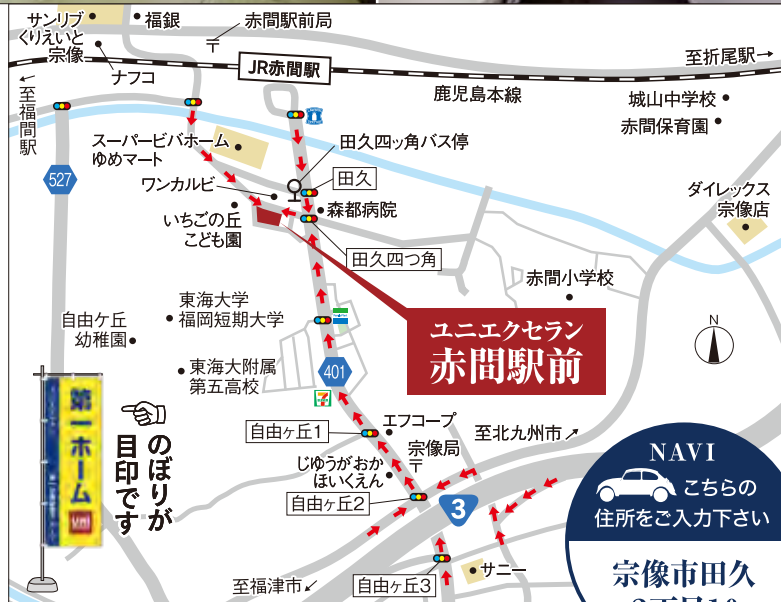 サンリブ
くりえいと
宗像
福銀
赤間駅前局
〒
ナフコ
JR赤間駅
至折尾駅→
鹿児島本線
城山中学校
赤間保育園
←至福間駅
スーパービバホーム
ゆめマート
田久四ッ角バス停
527
ワンカルビ
田久
ダイレックス
宗像店
いちごの丘
こども園
森都病院
田久四つ角
赤間小学校
東海大学
福岡短期大学
自由ケ丘
幼稚園
ユニエクセラン
赤間駅前
N
東海大附属
第五高校
401
第一ホーム
UNI
のぼりが
目印です
自由ヶ丘1
エフコープ
宗像局
〒
至北九州市↗
じゆうがおか
ほいくえん
自由ヶ丘2
3
NAVI
こちらの
住所をご入力下さい
宗像市田久
至福津市↙
自由ヶ丘3
サニー